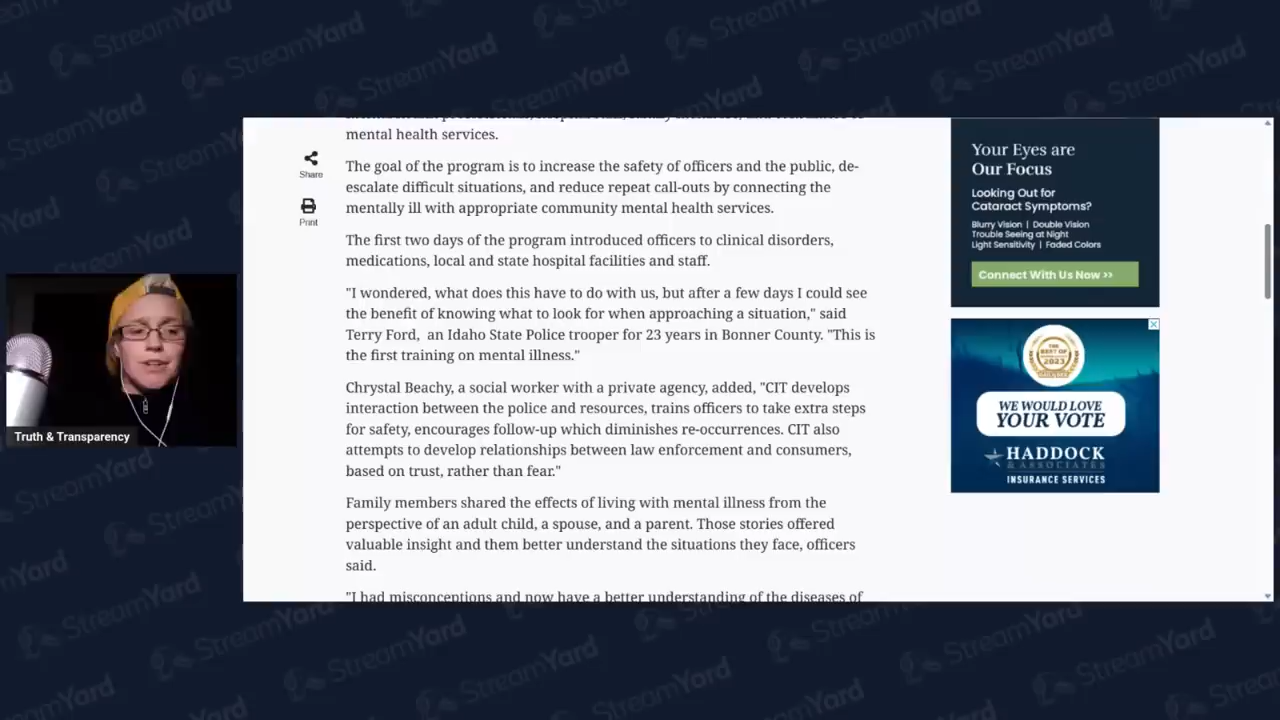 mental health services.
Share
Print
The goal of the program is to increase the safety of officers and the public, de-
escalate difficult situations, and reduce repeat call-outs by connecting the
mentally ill with appropriate community mental health services.
The first two days of the program introduced officers to clinical disorders,
medications, local and state hospital facilities and staff.
"I wondered, what does this have to do with us, but after a few days I could see
the benefit of knowing what to look for when approaching a situation," said
Terry Ford, an Idaho State Police trooper for 23 years in Bonner County. "This is
the first training on mental illness."
Chrystal Beachy, a social worker with a private agency, added, "CIT develops
interaction between the police and resources, trains officers to take extra steps
for safety, encourages follow-up which diminishes re-occurrences. CIT also
attempts to develop relationships between law enforcement and consumers,
based on trust, rather than fear."
Family members shared the effects of living with mental illness from the
perspective of an adult child, a spouse, and a parent. Those stories offered
valuable insight and them better understand the situations they face, officers
said.
"I had misconceptions and now have a better understanding of the diseases of
Your Eyes are
Our Focus
Looking Out for
Cataract Symptoms?
Blurry Vision | Double Vision
Trouble Seeing at Night
Light Sensitivity | Faded Colors
Connect With Us Now >>
THE
BEST OF
2023
WE WOULD LOVE
YOUR VOTE
HADDOCK
& ASSOCIATES
INSURANCE SERVICES
Truth & Transparency
StreamYard